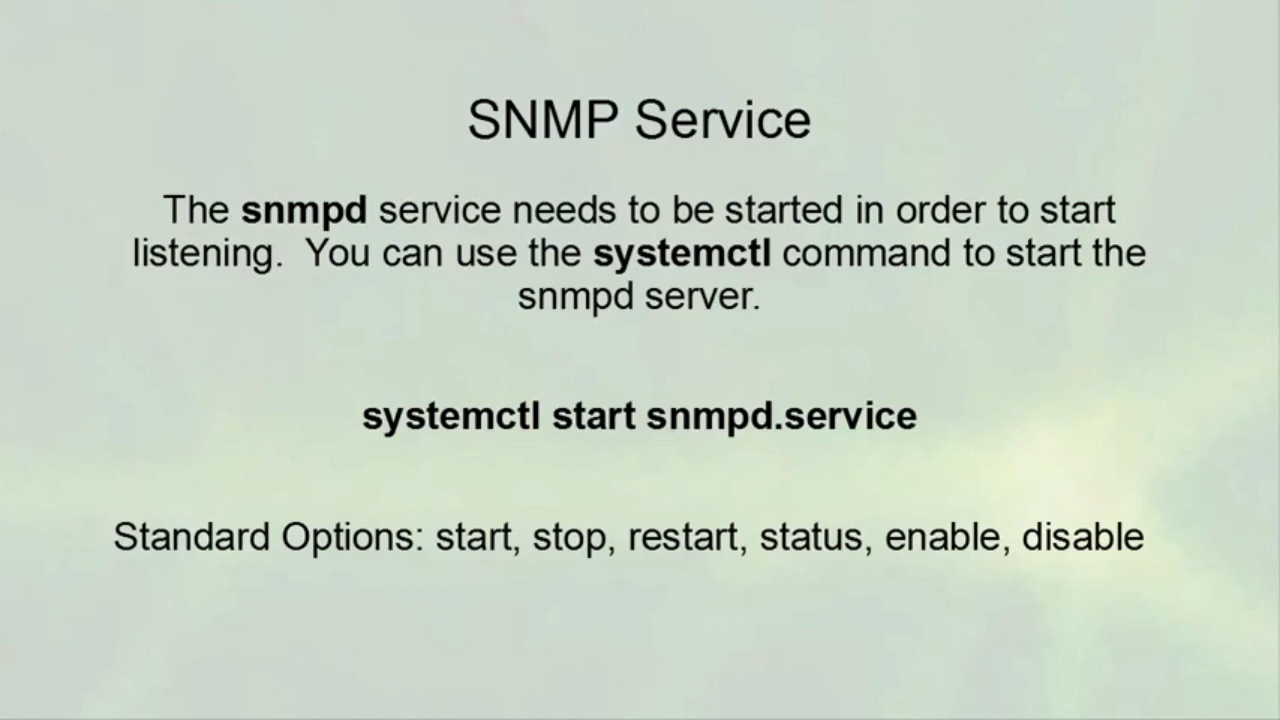 SNMP Service
The snmpd service needs to be started in order to start
listening.  You can use the systemctl command to start the
snmpd server.
systemctl start snmpd.service
Standard Options: start, stop, restart, status, enable, disable